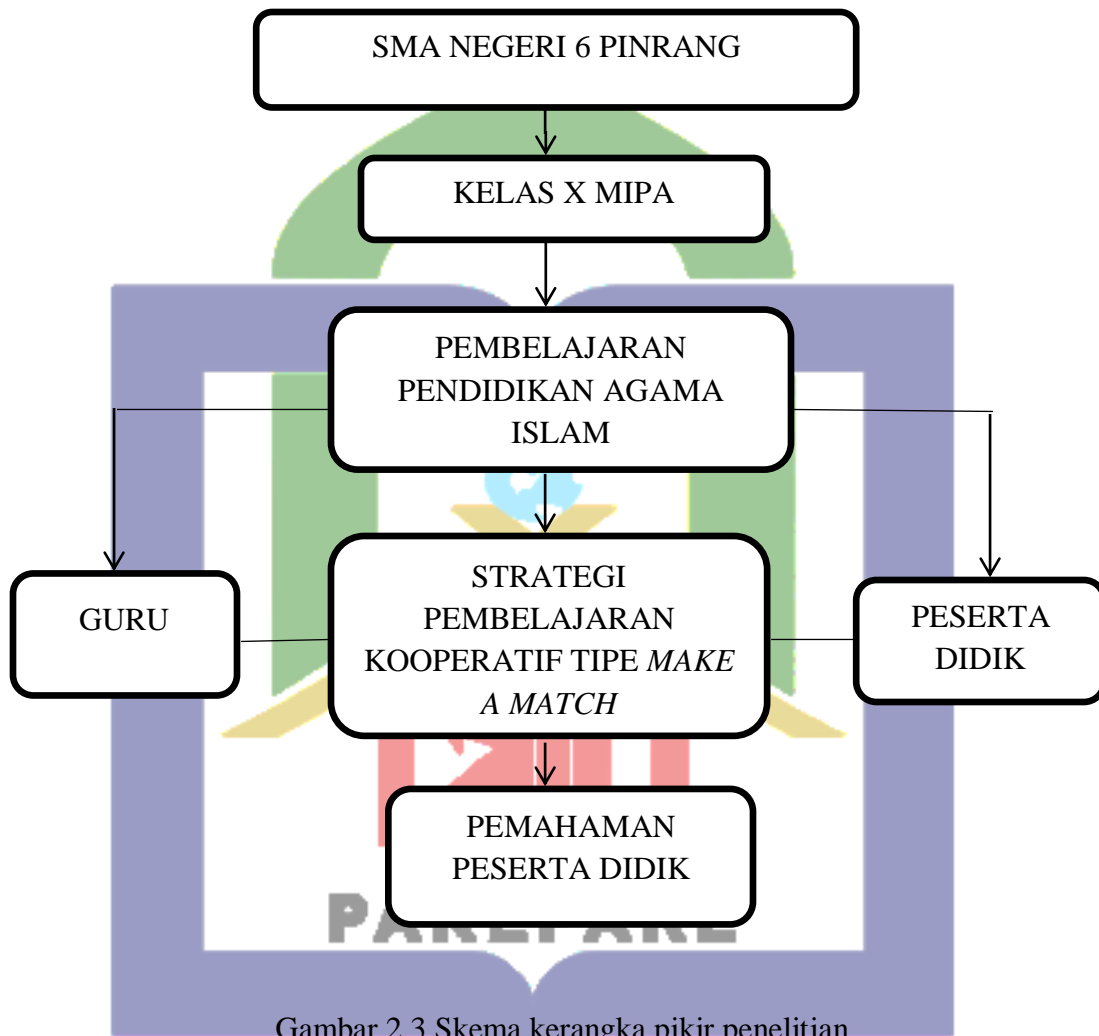 SMA NEGERI 6 PINRANG
KELAS X MIPA
PEMBELAJARAN
PENDIDIKAN AGAMA
ISLAM
GURU
STRATEGI
PEMBELAJARAN
KOOPERATIF TIPE MAKE
A MATCH
PESERTA
DIDIK
PEMAHAMAN
PESERTA DIDIK
PAREPARE
Gambar 2.3 Skema kerangka pikir penelitian